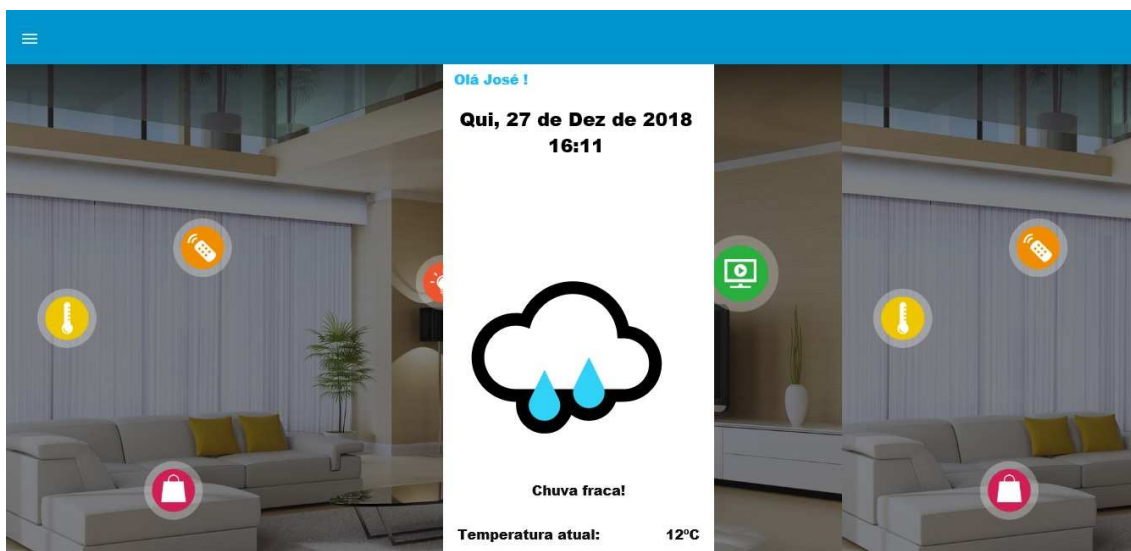 Olá José !
Qui, 27 de Dez de 2018
16:11
Chuva fraca!
Temperatura atual: 12ºC